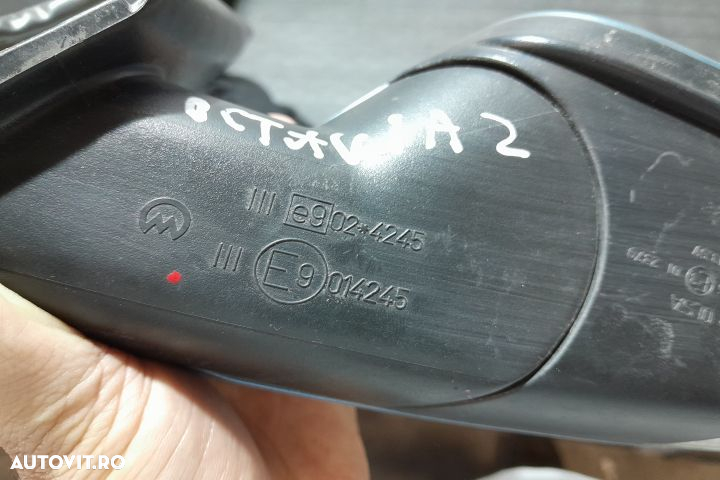 OCTAVIA 2
III e9 02*4245
III E9 014245
AUTOVIT.RO